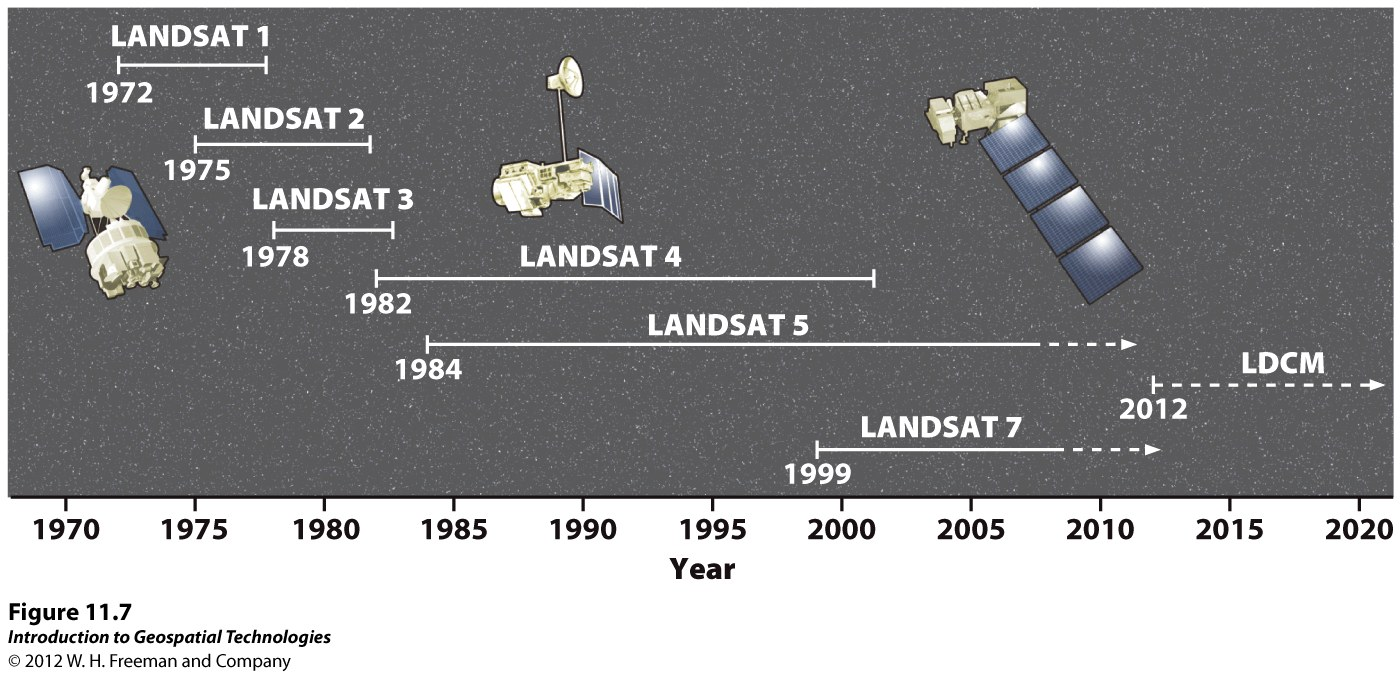 LANDSAT 1
1972
LANDSAT 2
1975
LANDSAT 3
1978
LANDSAT 4
1982
LANDSAT 5
1984
LDCM
2012
LANDSAT 7
1999
1970 1975 1980 1985 1990 1995 2000 2005 2010 2015 2020
Year
Figure 11.7
Introduction to Geospatial Technologies
© 2012 W. H. Freeman and Company